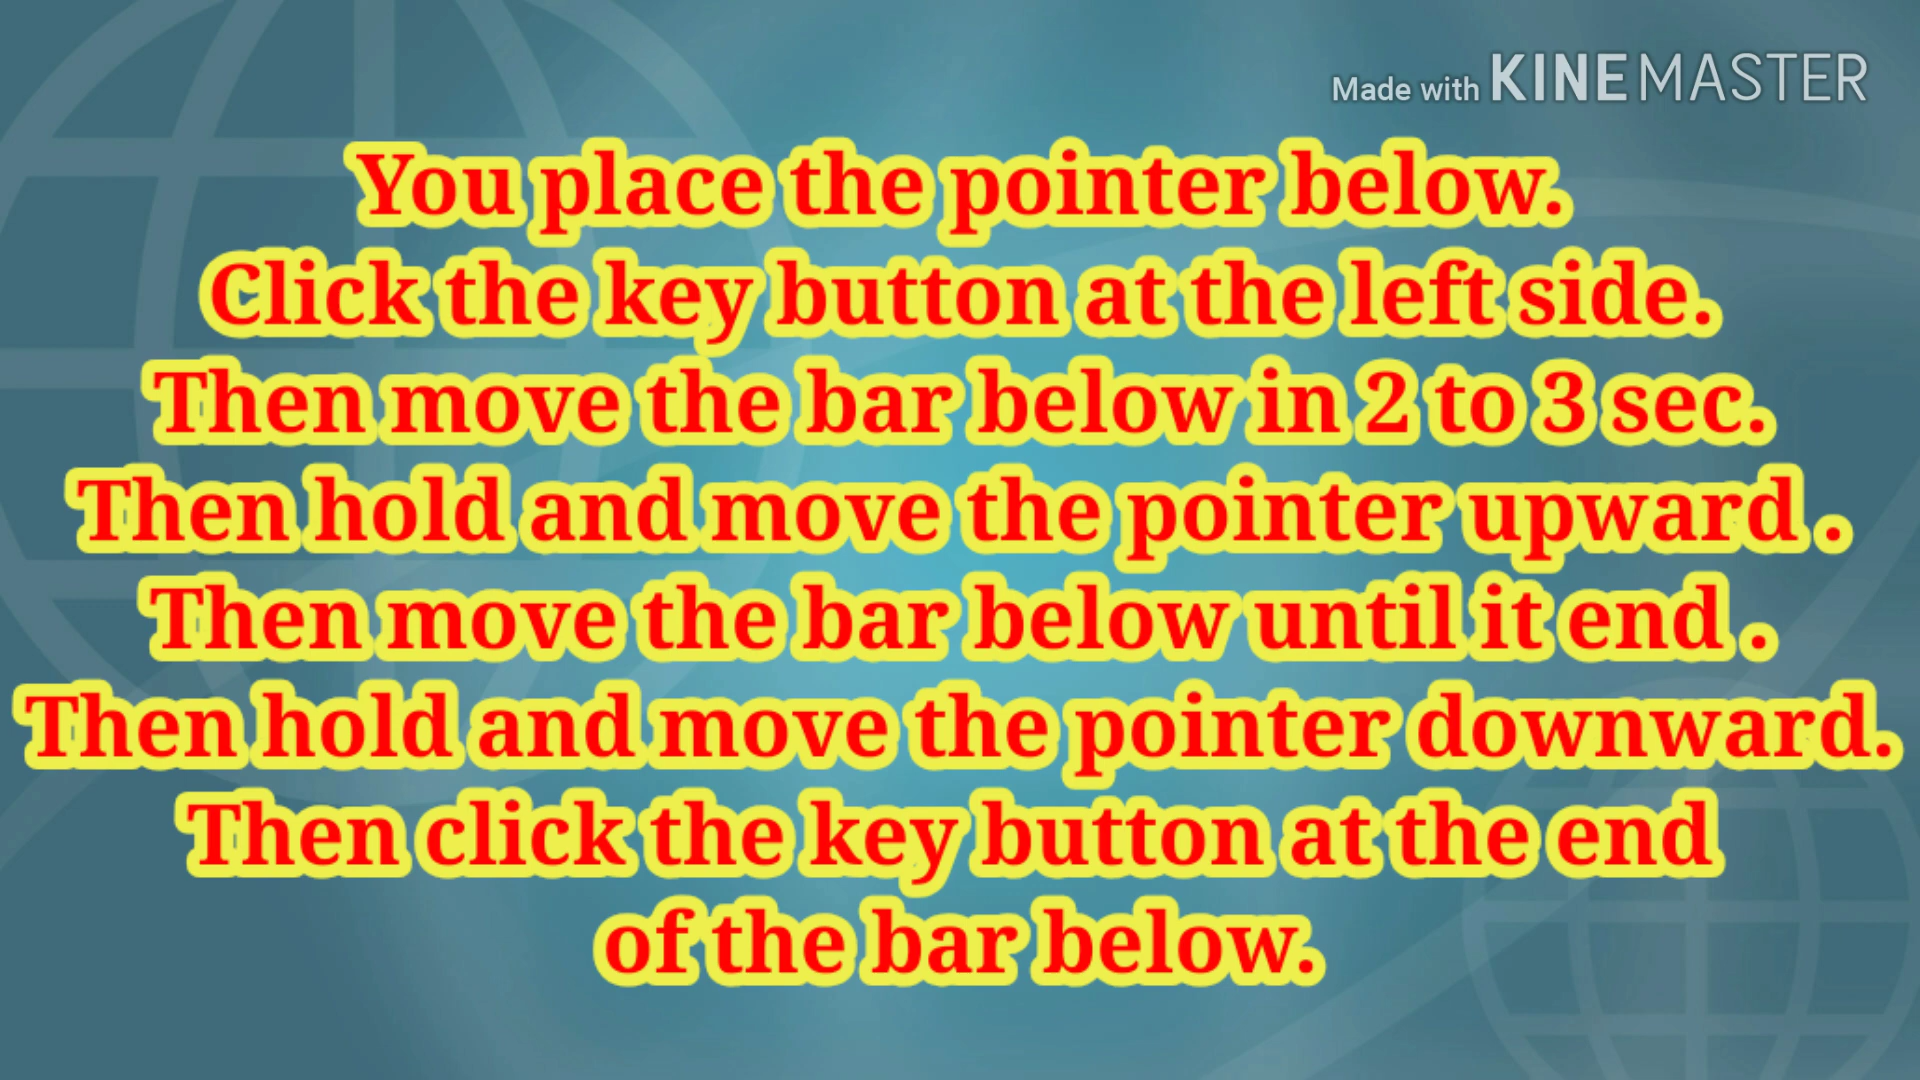 Made with KINEMASTER
You place the pointer below.
Click the key button at the left side.
Then move the bar below in 2 to 3 sec.
Then hold and move the pointer upward .
Then move the bar below until it end .
Then hold and move the pointer downward.
Then click the key button at the end
of the bar below.